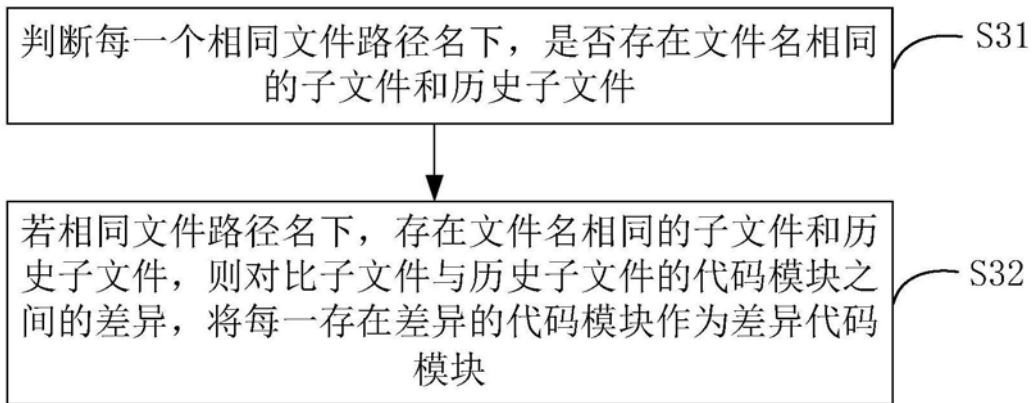 判断每一个相同文件路径名下，是否存在文件名相同
的子文件和历史子文件
S31
若相同文件路径名下，存在文件名相同的子文件和历
史子文件，则对比子文件与历史子文件的代码模块之
间的差异，将每一存在差异的代码模块作为差异代码
模块
S32